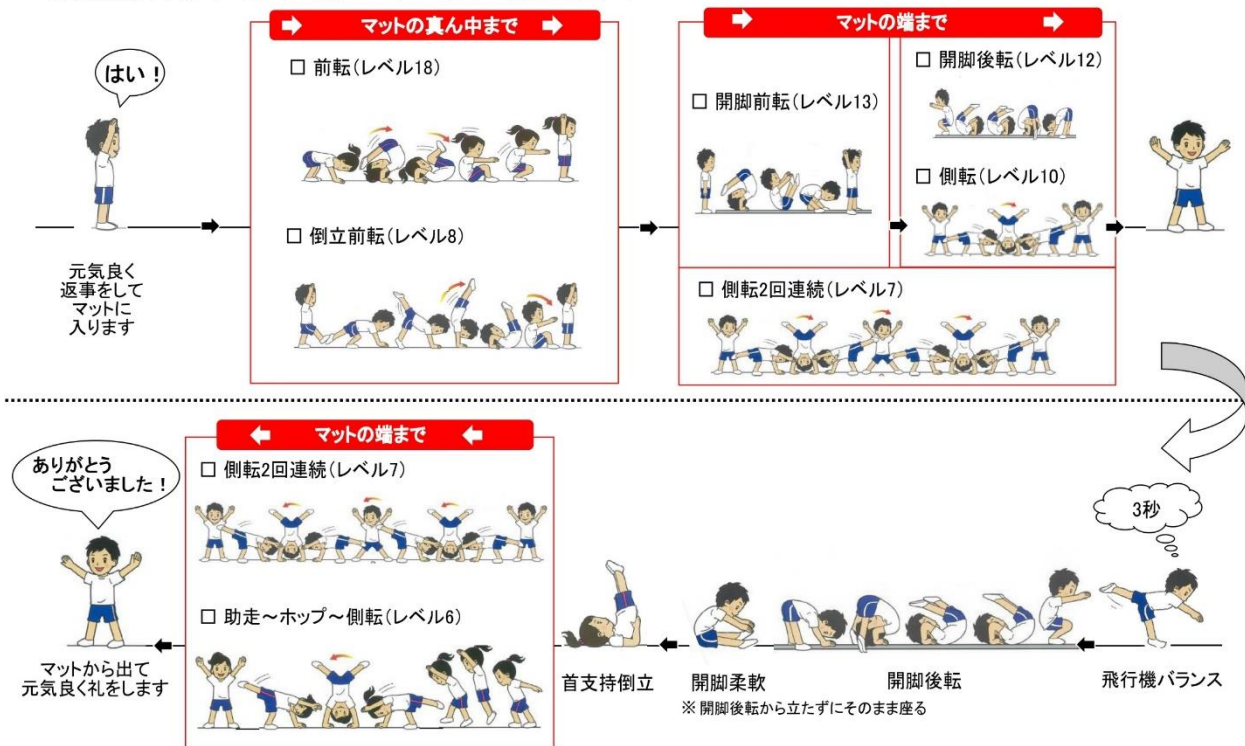 マットの真ん中まで
マットの端まで
はい！
□ 前転(レベル18)
□ 開脚前転(レベル13)
□ 開脚後転(レベル12)
□ 側転(レベル10)
□ 倒立前転(レベル8)
□ 側転2回連続(レベル7)
元気良く
返事をして
マットに
入ります
マットの端まで
ありがとう
ございました！
□ 側転2回連続(レベル7)
3秒
□ 助走～ホップ～側転(レベル6)
マットから出て
元気良く礼をします
首支持倒立
開脚柔軟
開脚後転
飛行機バランス
※ 開脚後転から立たずにそのまま座る